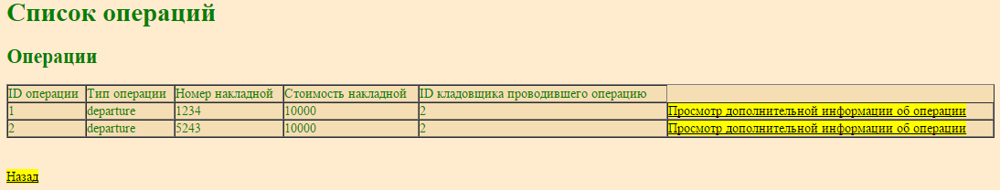 Список операций
Операции
ID операции Тип операции Номер накладной Стоимость накладной ID кладовщика проводившего операцию
1 departure 1234 10000 2 Просмотр дополнительной информации об операции
2 departure 5243 10000 2 Просмотр дополнительной информации об операции
Назад